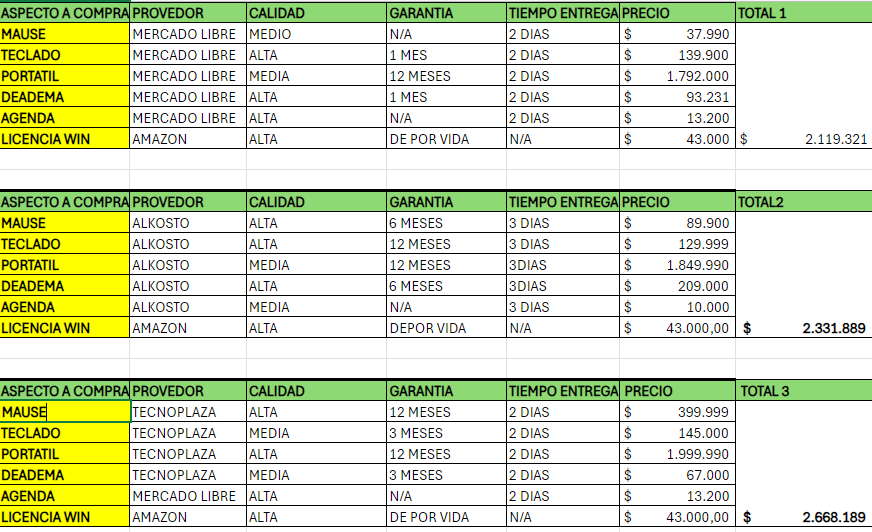 ASPECTO A COMPRA PROVEDOR CALIDAD GARANTIA TIEMPO ENTREGA PRECIO TOTAL 1
MAUSE MERCADO LIBRE MEDIO N/A 2 DIAS $ 37.990
TECLADO MERCADO LIBRE ALTA 1 MES 2 DIAS $ 139.900
PORTATIL MERCADO LIBRE MEDIA 12 MESES 2 DIAS $ 1.792.000
DEADEMA MERCADO LIBRE ALTA 1 MES 2 DIAS $ 93.231
AGENDA MERCADO LIBRE ALTA N/A 2 DIAS $ 13.200
LICENCIA WIN AMAZON ALTA DE POR VIDA N/A $ 43.000 $ 2.119.321
ASPECTO A COMPRA PROVEDOR CALIDAD GARANTIA TIEMPO ENTREGA PRECIO TOTAL2
MAUSE ALKOSTO ALTA 6 MESES 3 DIAS $ 89.900
TECLADO ALKOSTO ALTA 12 MESES 3 DIAS $ 129.999
PORTATIL ALKOSTO MEDIA 12 MESES 3DIAS $ 1.849.990
DEADEMA ALKOSTO ALTA 6 MESES 3DIAS $ 209.000
AGENDA ALKOSTO MEDIA N/A 3 DIAS $ 10.000
LICENCIA WIN AMAZON ALTA DEPOR VIDA N/A $ 43.000,00 $ 2.331.889
ASPECTO A COMPRA PROVEDOR CALIDAD GARANTIA TIEMPO ENTREGA PRECIO TOTAL 3
MAUSE TECNOPLAZA ALTA 12 MESES 2 DIAS $ 399.999
TECLADO TECNOPLAZA MEDIA 3 MESES 2 DIAS $ 145.000
PORTATIL TECNOPLAZA ALTA 12 MESES 2 DIAS $ 1.999.990
DEADEMA TECNOPLAZA MEDIA 3 MESES 2 DIAS $ 67.000
AGENDA MERCADO LIBRE ALTA N/A 2 DIAS $ 13.200
LICENCIA WIN AMAZON ALTA DE POR VIDA N/A $ 43.000,00 $ 2.668.189